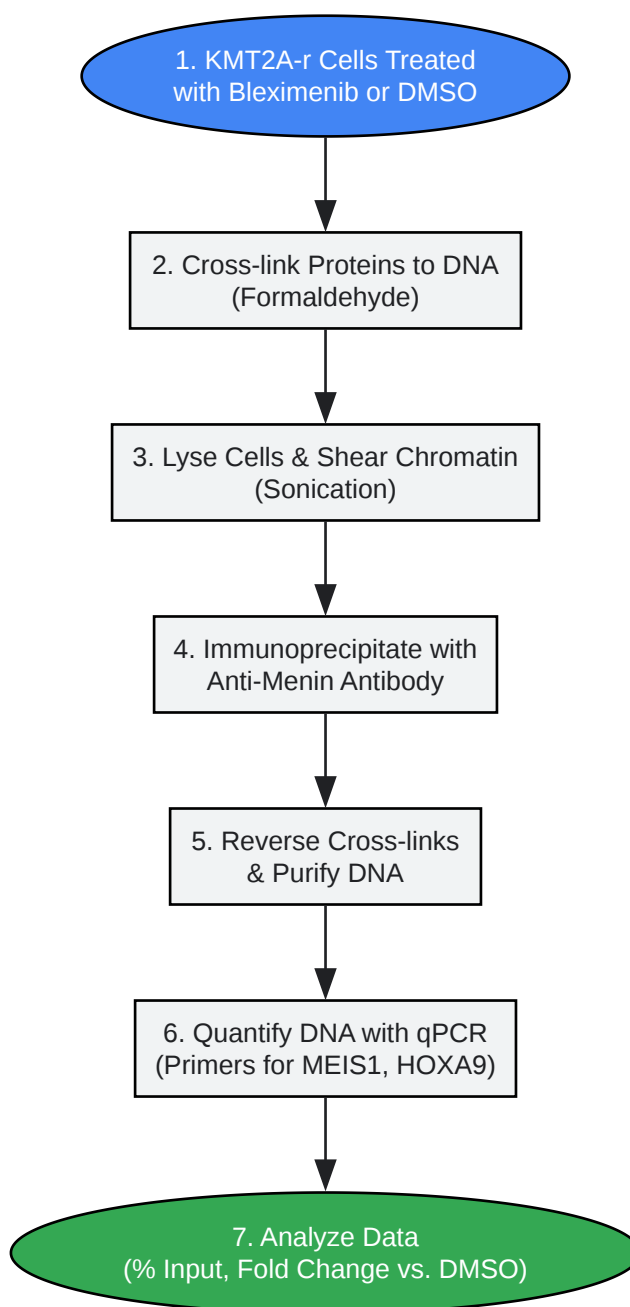 1. KMT2A-r Cells Treated
with Bleximenib or DMSO
2. Cross-link Proteins to DNA
(Formaldehyde)
3. Lyse Cells & Shear Chromatin
(Sonication)
4. Immunoprecipitate with
Anti-Menin Antibody
5. Reverse Cross-links
& Purify DNA
6. Quantify DNA with qPCR
(Primers for MEIS1, HOXA9)
7. Analyze Data
(% Input, Fold Change vs. DMSO)